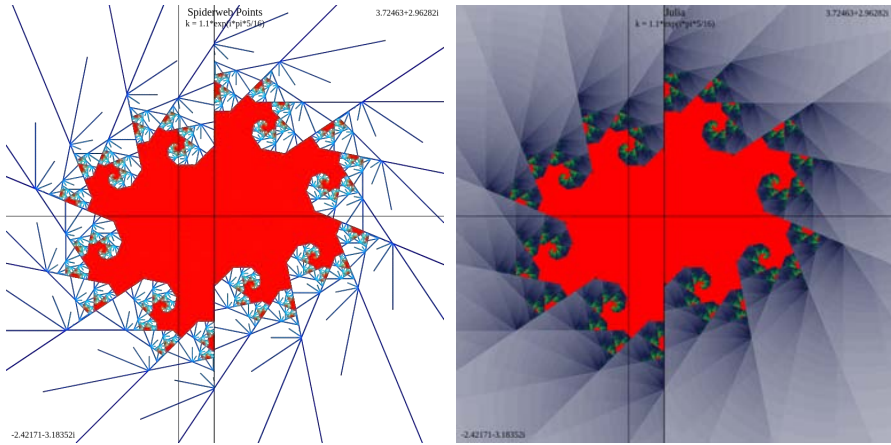 Spiderweb Points
k = 1.1*exp(i*pi*5/16)
3.72463+2.96282i
-2.42171-3.18352i
Julia
k = 1.1*exp(i*pi*5/16)
3.72463+2.96282i
-2.42171-3.18352i